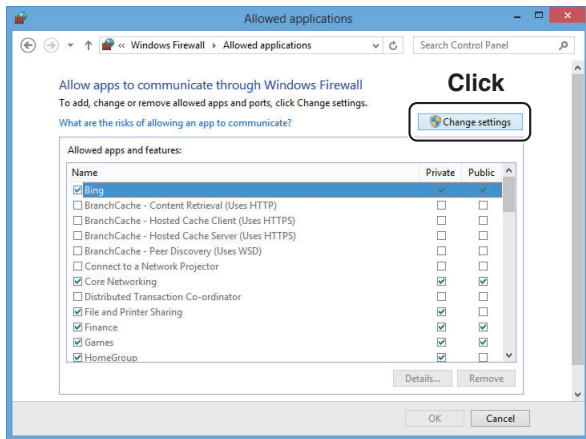 Allowed applications
« Windows Firewall ▸ Allowed applications
Search Control Panel
Allow apps to communicate through Windows Firewall
Click
To add, change or remove allowed apps and ports, click Change settings.
What are the risks of allowing an app to communicate?
Change settings
Allowed apps and features:
Name Private Public
Bing
BranchCache - Content Retrieval (Uses HTTP)
BranchCache - Hosted Cache Client (Uses HTTPS)
BranchCache - Hosted Cache Server (Uses HTTPS)
BranchCache - Peer Discovery (Uses WSD)
Connect to a Network Projector
Core Networking
Distributed Transaction Co-ordinator
File and Printer Sharing
Finance
Games
HomeGroup
Details... Remove
OK Cancel